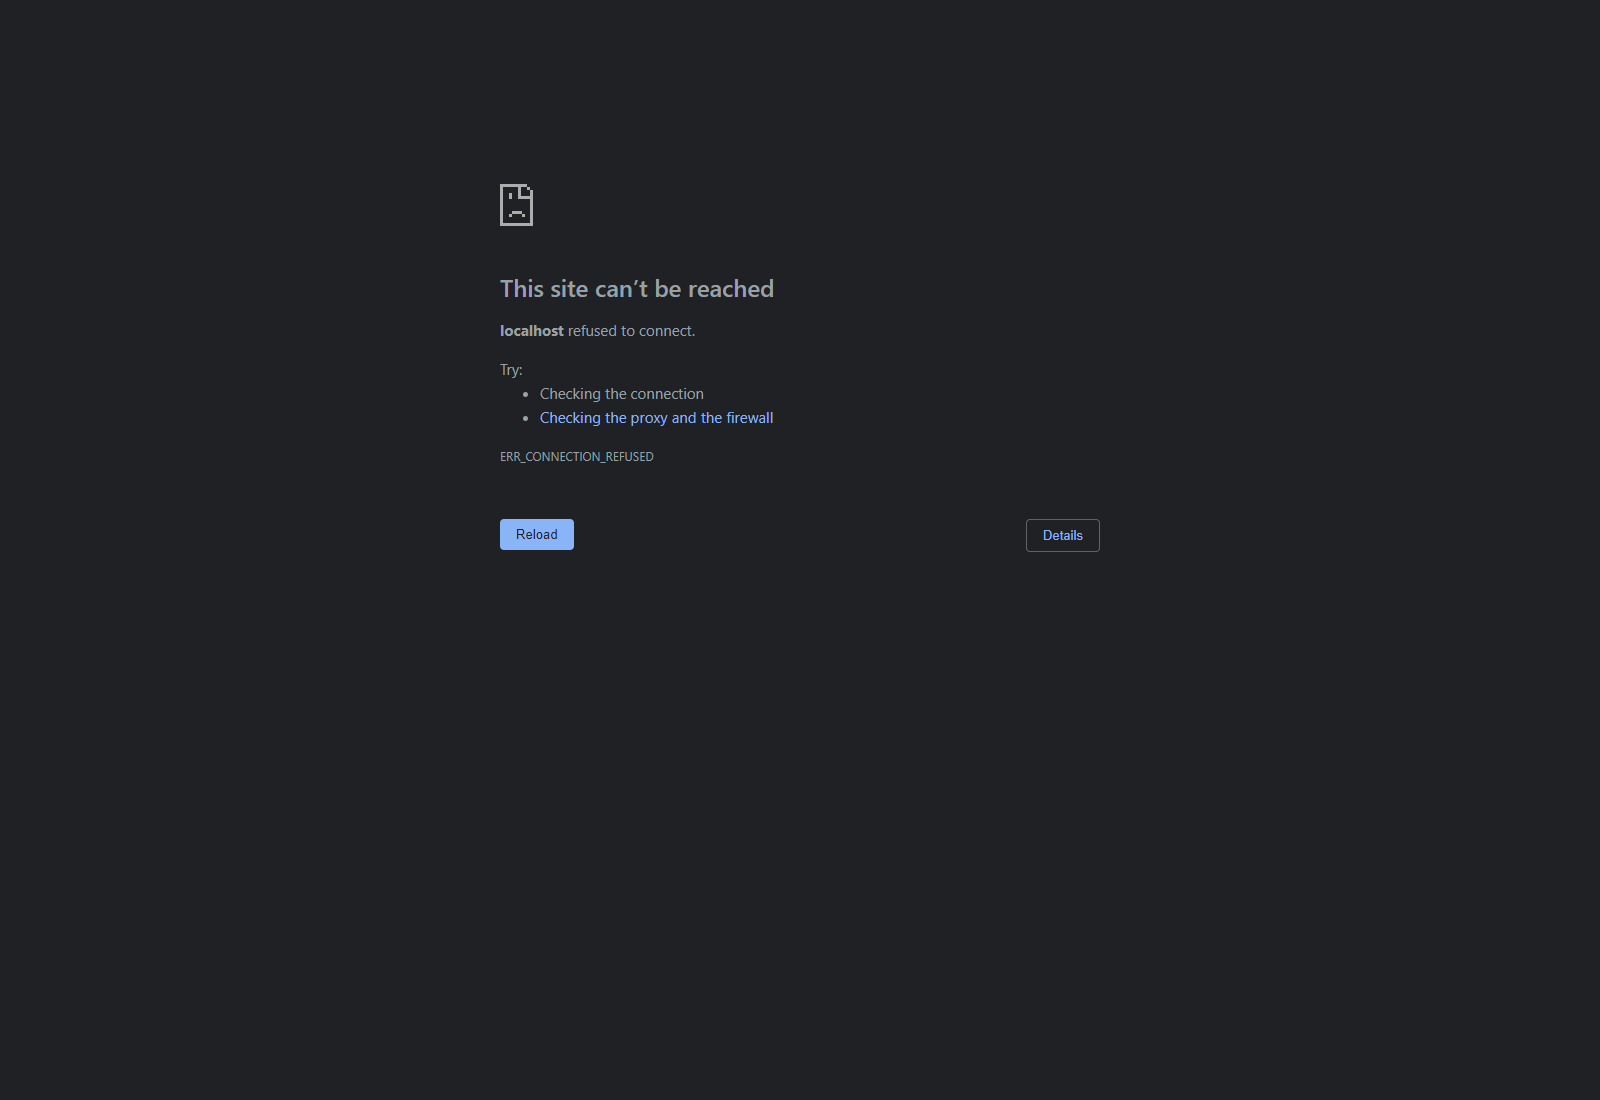 This site can’t be reached
localhost refused to connect.
Try:
Checking the connection
Checking the proxy and the firewall
ERR_CONNECTION_REFUSED
Reload
Details